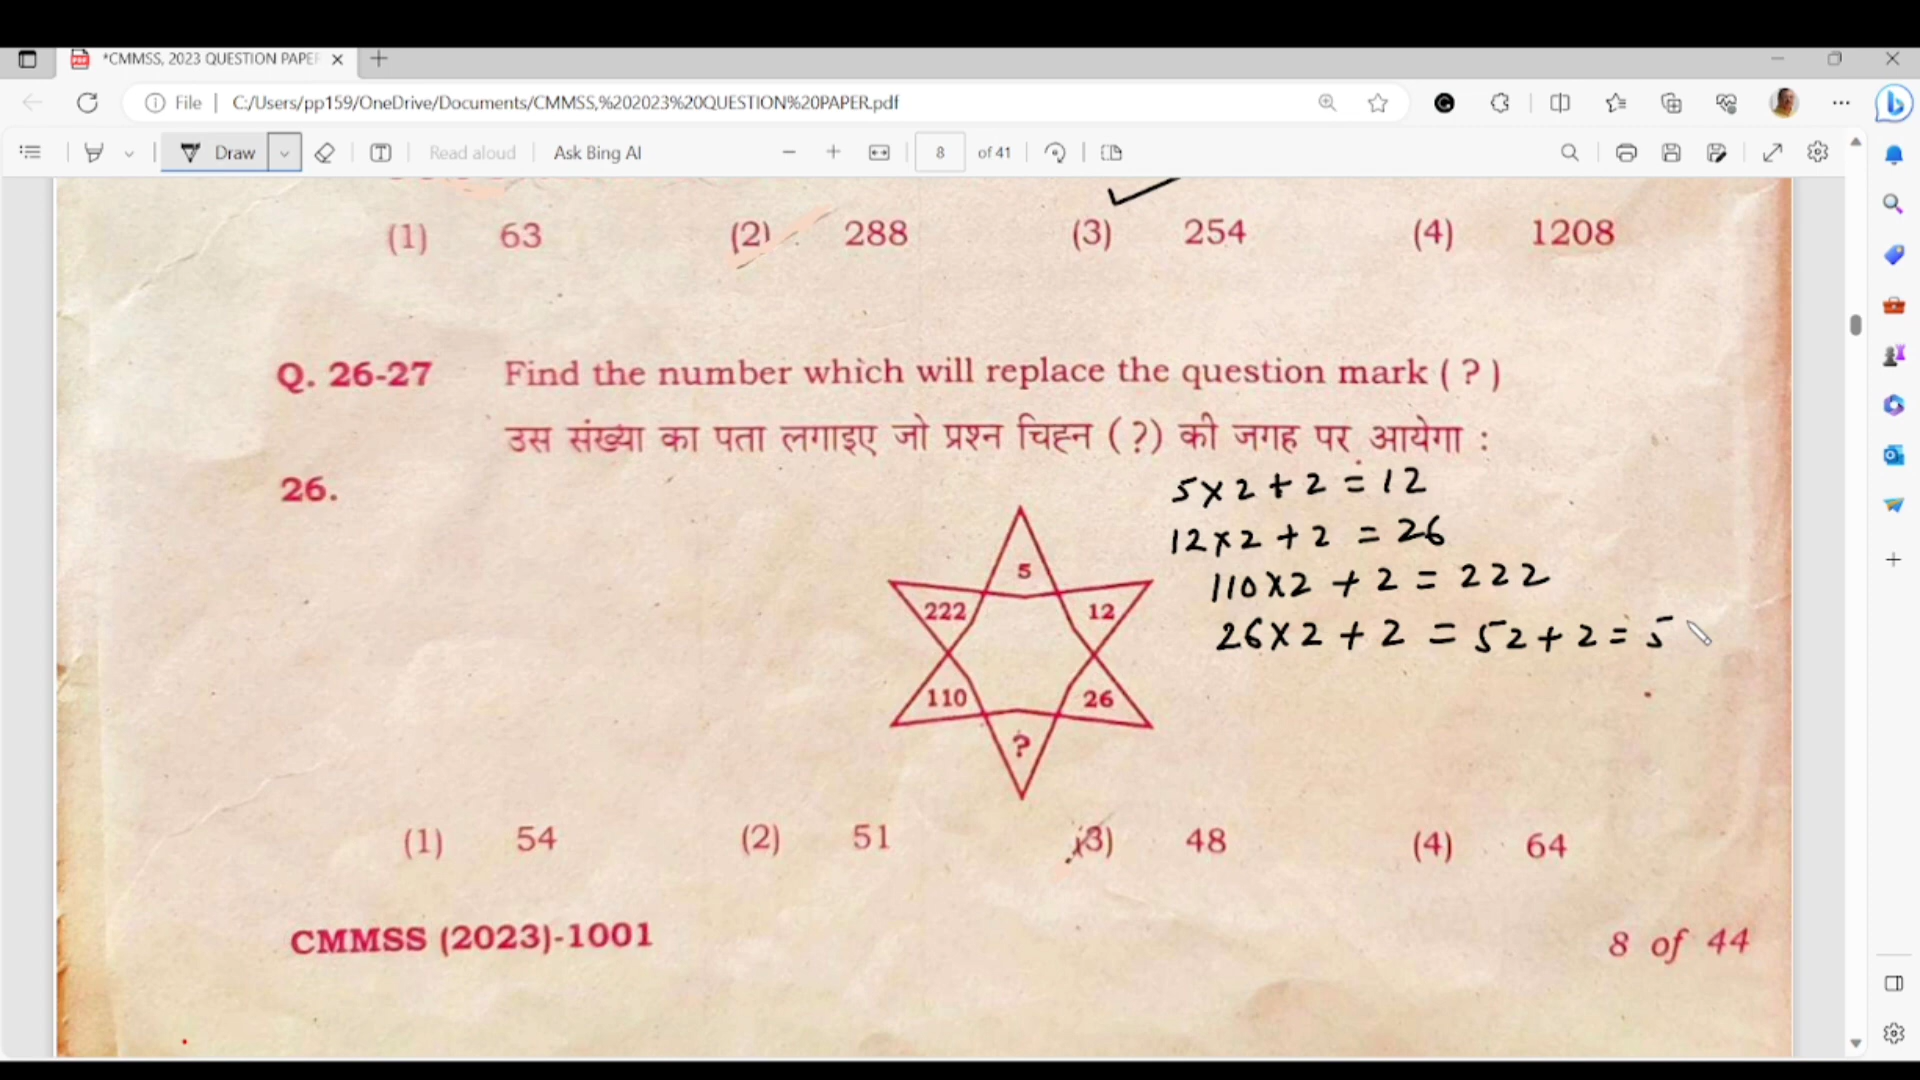 *CMMSS, 2023 QUESTION PAPER
File | C:/Users/pp159/OneDrive/Documents/CMMSS,%202023%20QUESTION%20PAPER.pdf
Draw Read aloud Ask Bing AI 8 of 41
(1) 63 (2) 288 (3) 254 (4) 1208
Q. 26-27 Find the number which will replace the question mark ( ? )
उस संख्या का पता लगाइए जो प्रश्न चिह्न ( ?) की जगह पर आयेगा :
26.
5 x 2 + 2 = 12
12 x 2 + 2 = 26
110 x 2 + 2 = 222
26 x 2 + 2 = 52 + 2 = 5
5
222 12
110 26
?
(1) 54 (2) 51 (3) 48 (4) 64
CMMSS (2023)-1001 8 of 44